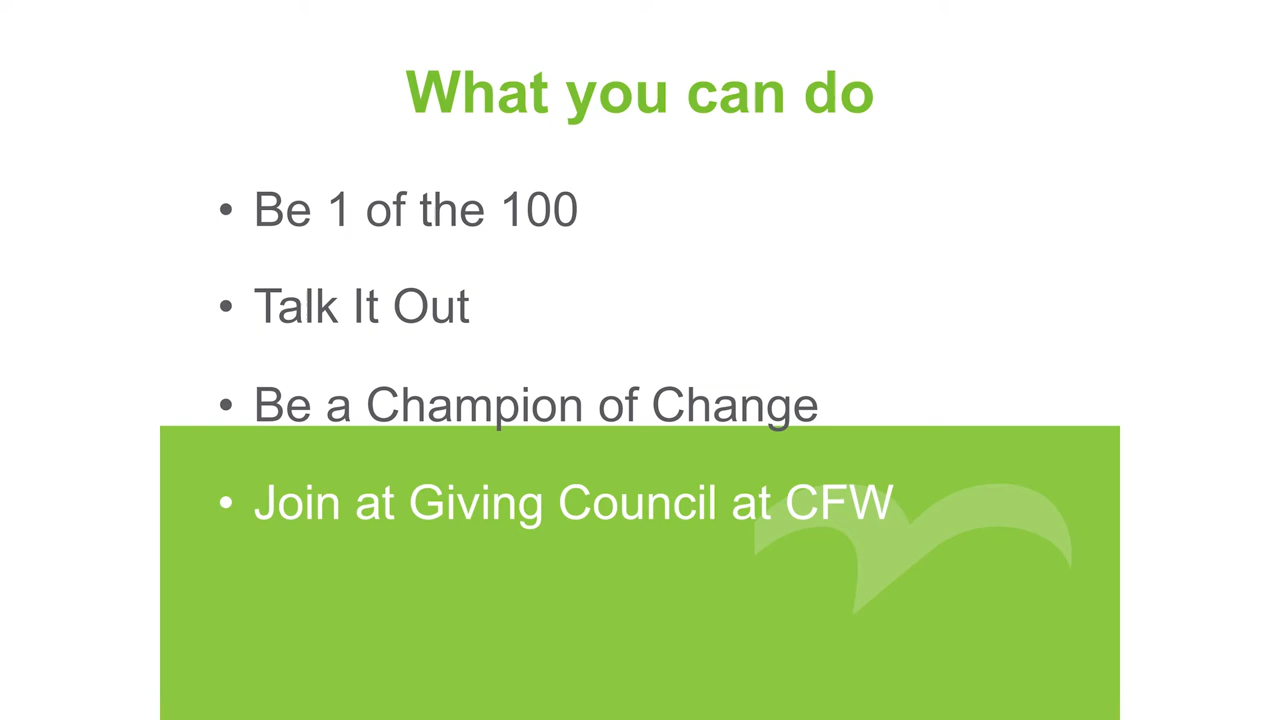 What you can do
• Be 1 of the 100
• Talk It Out
• Be a Champion of Change
• Join at Giving Council at CFW